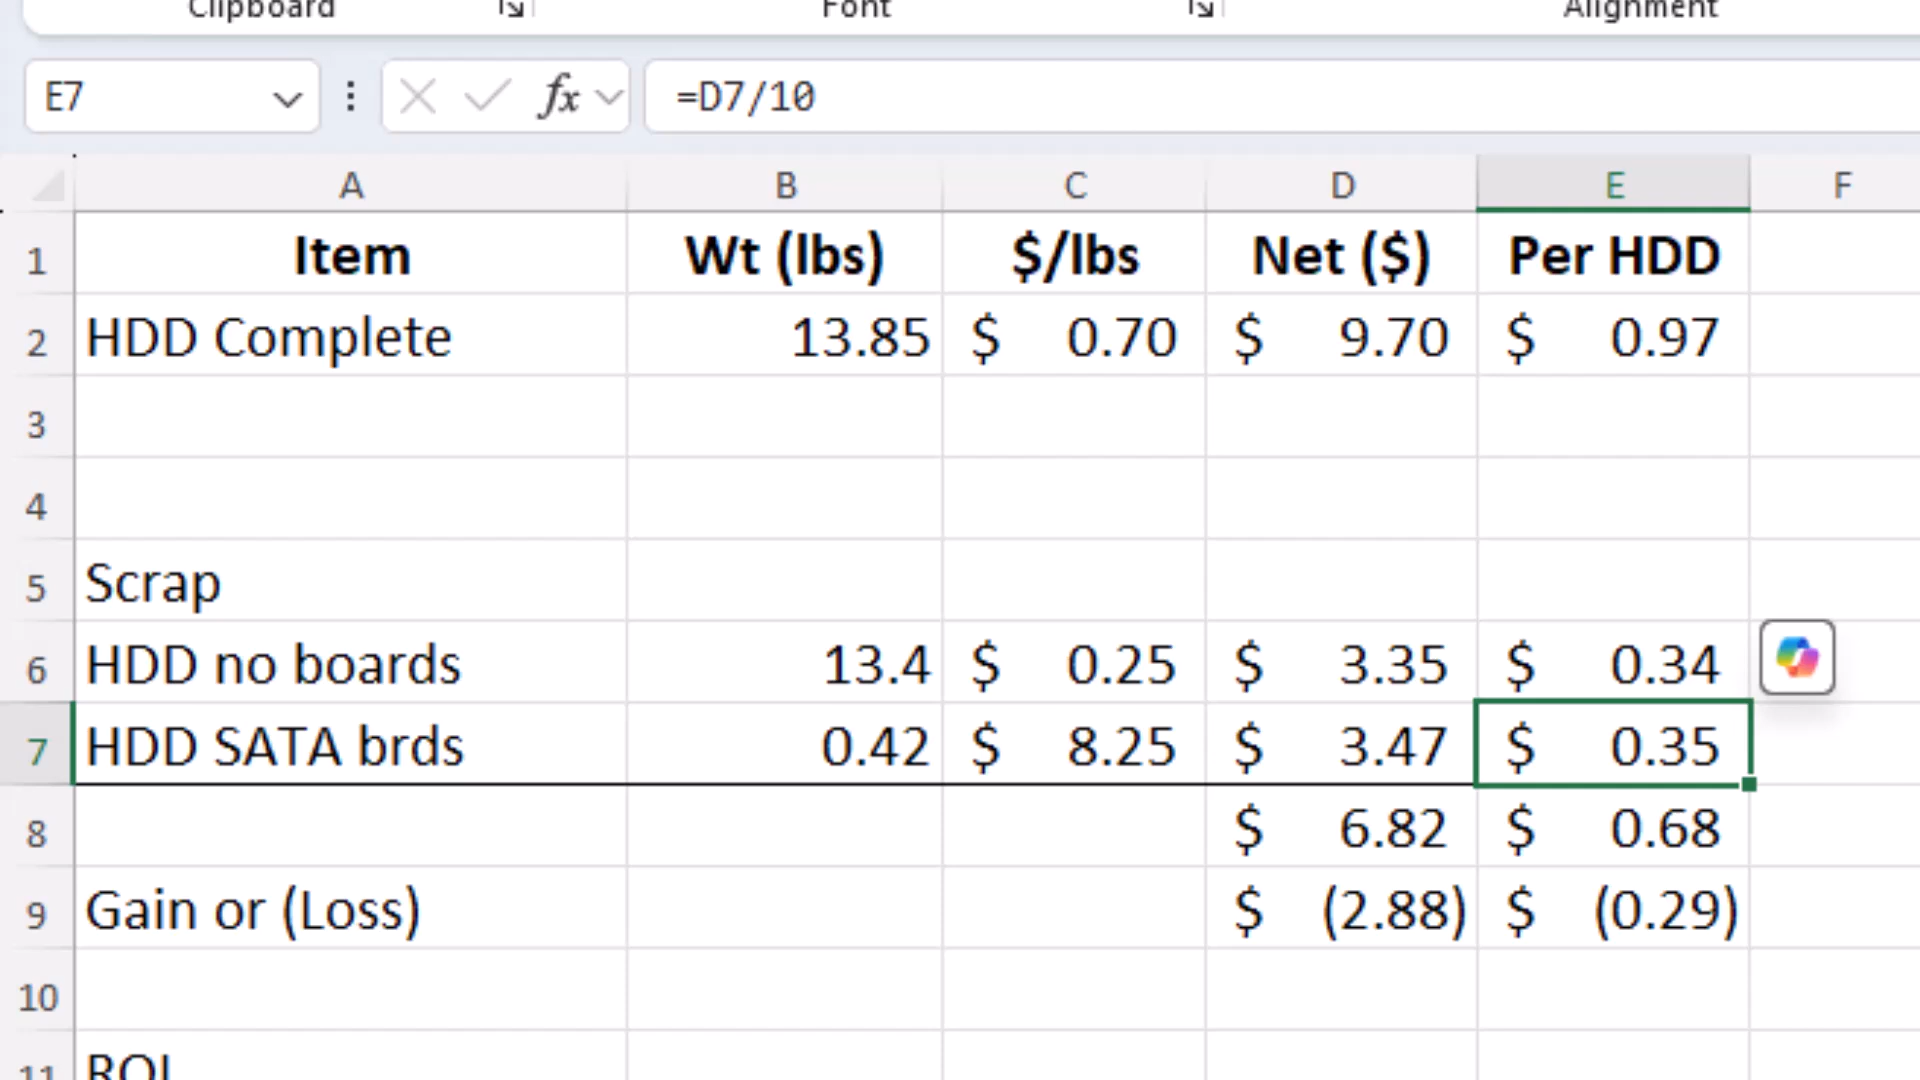 Clipboard Font Alignment
E7 fx =D7/10
A B C D E F
1 Item Wt (lbs) $/lbs Net ($) Per HDD
2 HDD Complete 13.85 $ 0.70 $ 9.70 $ 0.97
3
4
5 Scrap
6 HDD no boards 13.4 $ 0.25 $ 3.35 $ 0.34
7 HDD SATA brds 0.42 $ 8.25 $ 3.47 $ 0.35
8 $ 6.82 $ 0.68
9 Gain or (Loss) $ (2.88) $ (0.29)
10
11 ROI